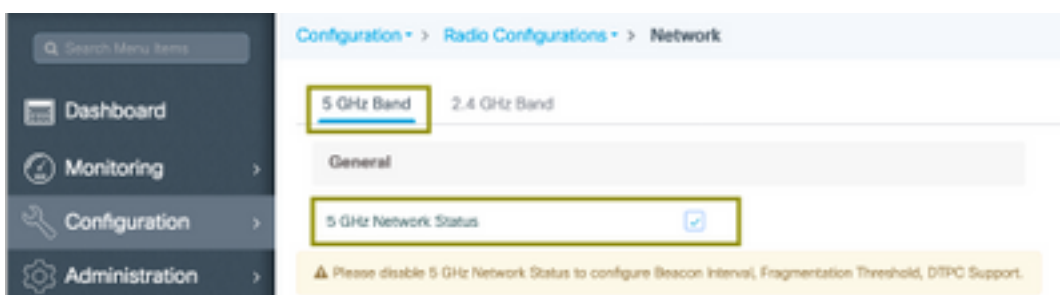 Search Menu Items
Dashboard
Monitoring
Configuration
Administration
Configuration > Radio Configurations > Network
5 GHz Band 2.4 GHz Band
General
5 GHz Network Status
Please disable 5 GHz Network Status to configure Beacon Interval, Fragmentation Threshold, DTPC Support.